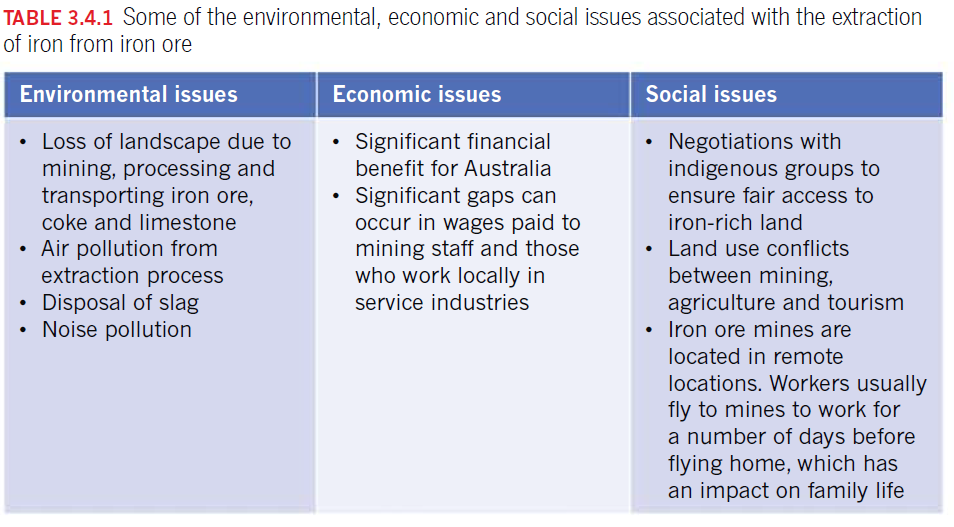 TABLE 3.4.1 Some of the environmental, economic and social issues associated with the extraction
of iron from iron ore
Environmental issues
• Loss of landscape due to
mining, processing and
transporting iron ore,
coke and limestone
• Air pollution from
extraction process
• Disposal of slag
• Noise pollution
Economic issues
• Significant financial
benefit for Australia
• Significant gaps can
occur in wages paid to
mining staff and those
who work locally in
service industries
Social issues
• Negotiations with
indigenous groups to
ensure fair access to
iron-rich land
• Land use conflicts
between mining,
agriculture and tourism
• Iron ore mines are
located in remote
locations. Workers usually
fly to mines to work for
a number of days before
flying home, which has
an impact on family life